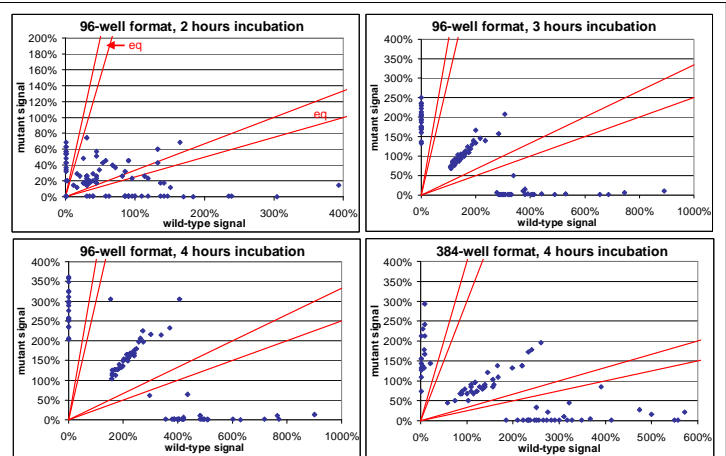 96-well format, 2 hours incubation
mutant signal
200%
180%
160%
140%
120%
100%
80%
60%
40%
20%
0%
eq
eq
0% 100% 200% 300% 400%
wild-type signal
96-well format, 3 hours incubation
mutant signal
400%
350%
300%
250%
200%
150%
100%
50%
0%
0% 200% 400% 600% 800% 1000%
wild-type signal
96-well format, 4 hours incubation
mutant signal
400%
350%
300%
250%
200%
150%
100%
50%
0%
0% 200% 400% 600% 800% 1000%
wild-type signal
384-well format, 4 hours incubation
mutant signal
400%
350%
300%
250%
200%
150%
100%
50%
0%
0% 100% 200% 300% 400% 500% 600%
wild-type signal